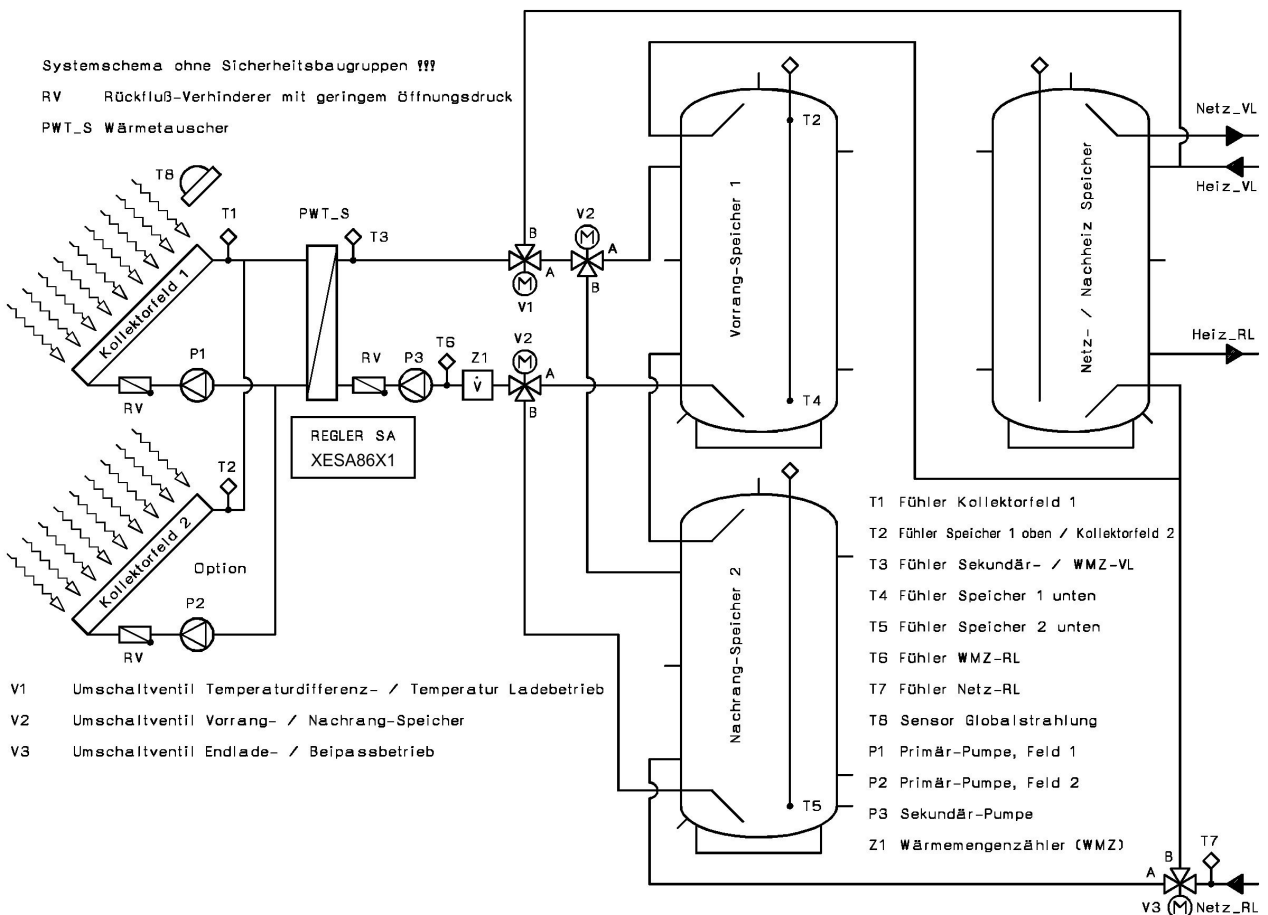 Systemschema ohne Sicherheitsbaugruppen !!!
RV Rückfluß-Verhinderer mit geringem Öffnungsdruck
PWT_S Wärmetauscher
T8
T1
PWT_S
T3
V2
B
A
A
V1
B
Kollektorfeld 1
P1
RV
RV
P3
T6
Z1
V̇
V2
A
B
REGLER SA
XESA86X1
T2
Kollektorfeld 2
Option
P2
RV
M
M
M
T2
Vorrang-Speicher 1
T4
Netz- / Nachheiz Speicher
Netz_VL
Heiz_VL
Heiz_RL
Nachrang-Speicher 2
T5
V1 Umschaltventil Temperaturdifferenz- / Temperatur Ladebetrieb
V2 Umschaltventil Vorrang- / Nachrang-Speicher
V3 Umschaltventil Endlade- / Beipassbetrieb
T1 Fühler Kollektorfeld 1
T2 Fühler Speicher 1 oben / Kollektorfeld 2
T3 Fühler Sekundär- / WMZ-VL
T4 Fühler Speicher 1 unten
T5 Fühler Speicher 2 unten
T6 Fühler WMZ-RL
T7 Fühler Netz-RL
T8 Sensor Globalstrahlung
P1 Primär-Pumpe, Feld 1
P2 Primär-Pumpe, Feld 2
P3 Sekundär-Pumpe
Z1 Wärmemengenzähler (WMZ)
T7
B
A
V3 M Netz_RL